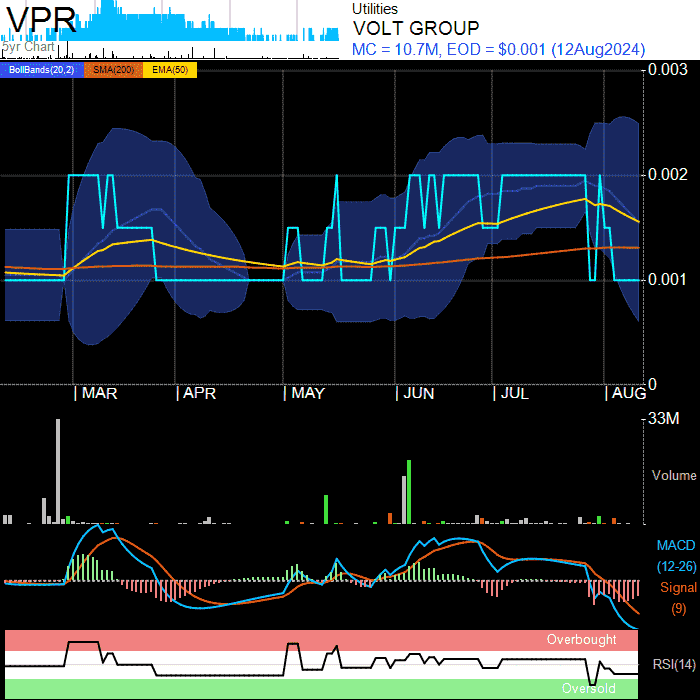 VPR
Utilities
VOLT GROUP
5yr Chart
MC = 10.7M, EOD = $0.001 (12Aug2024)
BollBands(20,2) SMA(200) EMA(50)
0.003
0.002
0.001
0
MAR APR MAY JUN JUL AUG
33M
Volume
MACD
(12-26)
Signal
(9)
Overbought
RSI(14)
Oversold